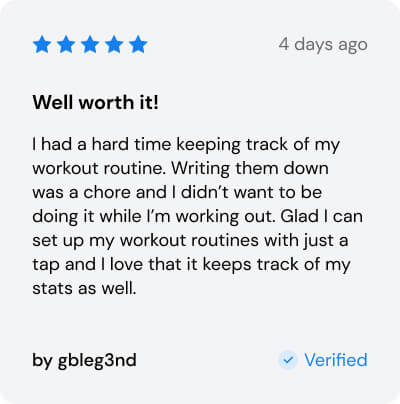 4 days ago
Well worth it!
I had a hard time keeping track of my
workout routine. Writing them down
was a chore and I didn’t want to be
doing it while I’m working out. Glad I can
set up my workout routines with just a
tap and I love that it keeps track of my
stats as well.
by gbleg3nd
Verified